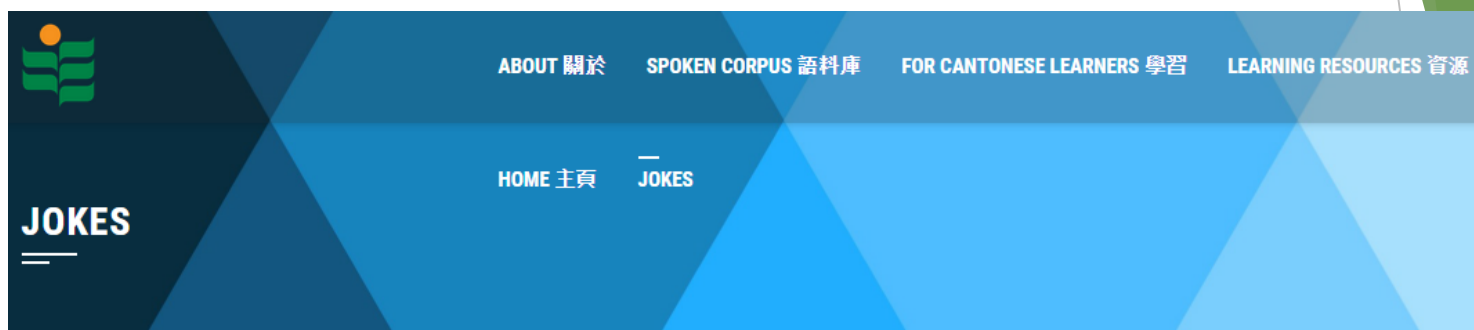 ABOUT 關於 SPOKEN CORPUS 語料庫 FOR CANTONESE LEARNERS 學習 LEARNING RESOURCES 資源
HOME 主頁 JOKES
JOKES